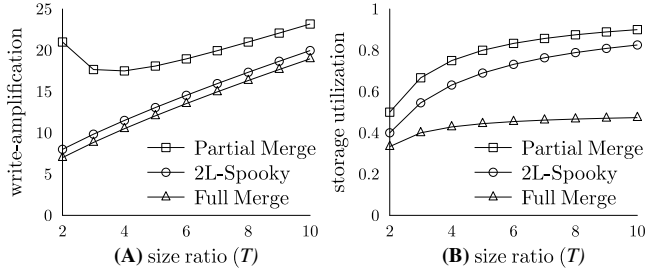 25
20
15
10
5
0
write-amplification
Partial Merge
2L-Spooky
Full Merge
2 4 6 8 10
(A) size ratio (T)
1
0.8
0.6
0.4
0.2
0
storage utilization
Partial Merge
2L-Spooky
Full Merge
2 4 6 8 10
(B) size ratio (T)